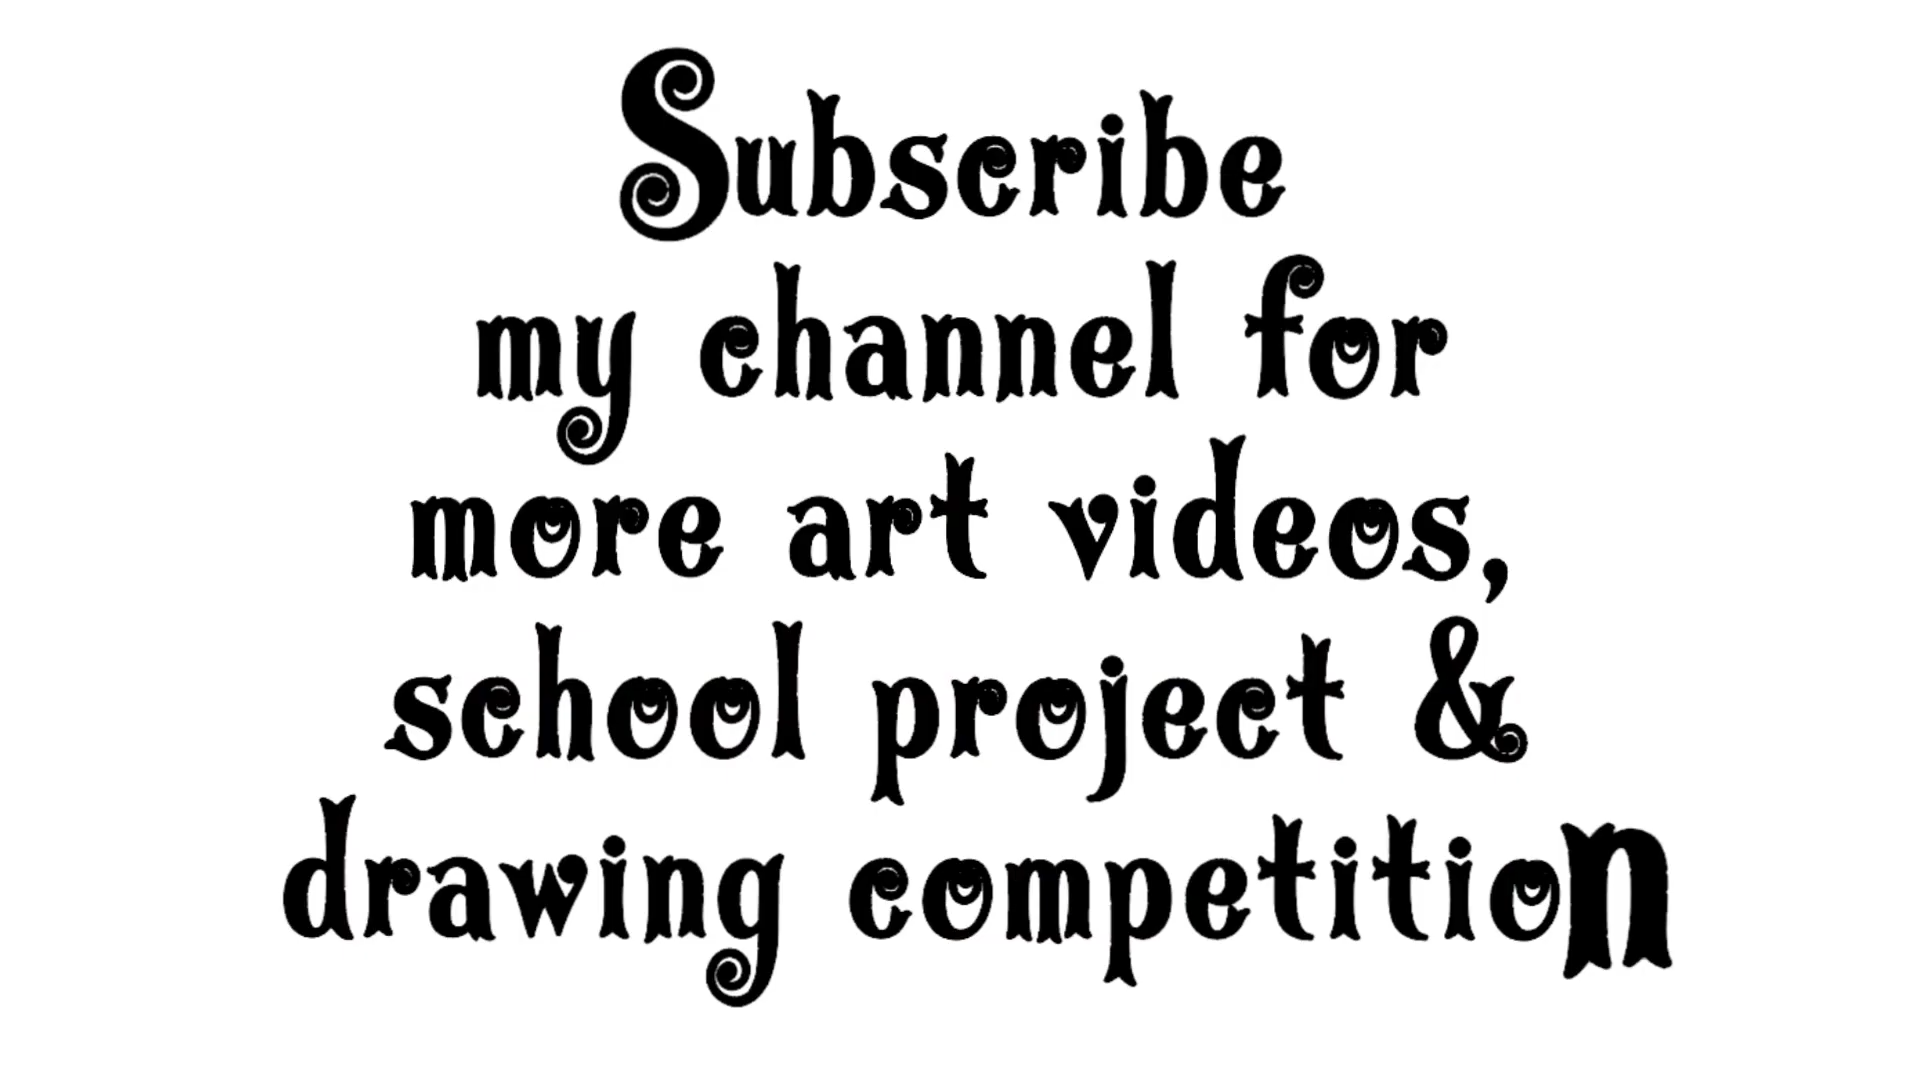 Subscribe
my channel for
more art videos,
school project &
drawing competition